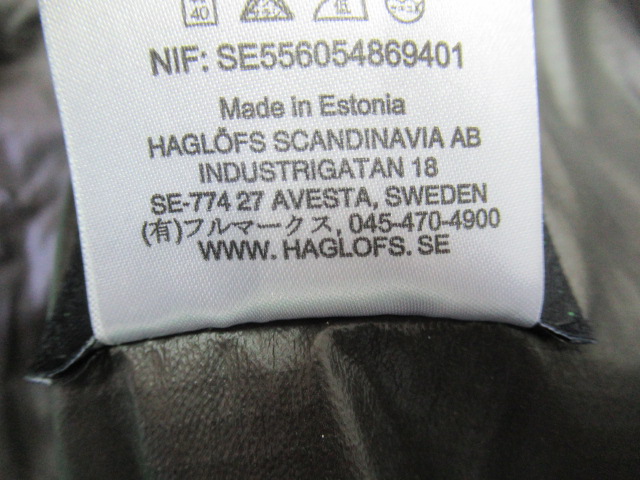 40
低
NIF: SE556054869401
Made in Estonia
HAGLÖFS SCANDINAVIA AB
INDUSTRIGATAN 18
SE-774 27 AVESTA, SWEDEN
(有)フルマークス, 045-470-4900
WWW. HAGLOFS. SE